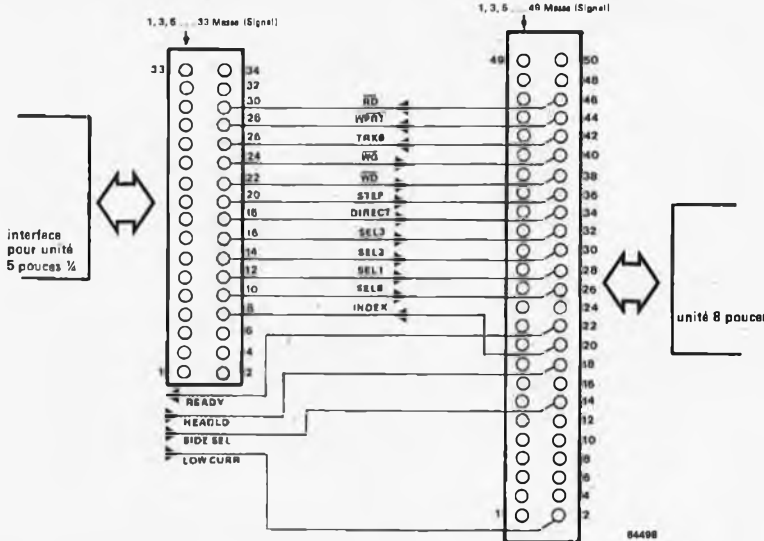 1, 3, 5 .... 33 Masse (Signal)
1, 3, 5 .... 49 Masse (Signal)
33
34
32
30
28
26
24
22
20
18
16
14
12
10
8
6
4
1
2
RD
WPRT
TRK0
WG
WD
STEP
DIRECT
SEL3
SEL2
SEL1
SEL0
INDEX
READY
HEADLD
SIDE SEL
LOW CURR
49
50
48
46
44
42
40
38
36
34
32
30
28
26
24
22
20
18
16
14
12
10
8
6
4
1
2
interface
pour unité
5 pouces ¼
unité 8 pouces
84498